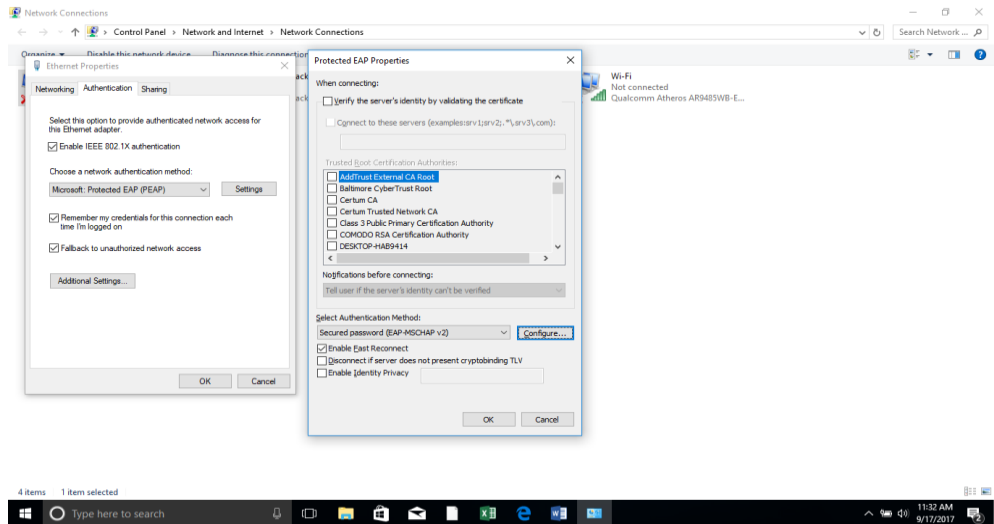 Network Connections
Control Panel > Network and Internet > Network Connections
Search Network ...
Organize Disable this network device Diagnose this connection
Ethernet Properties
Networking Authentication Sharing
Select this option to provide authenticated network access for
this Ethernet adapter.
Enable IEEE 802.1X authentication
Choose a network authentication method:
Microsoft: Protected EAP (PEAP) Settings
Remember my credentials for this connection each
time I'm logged on
Fallback to unauthorized network access
Additional Settings...
OK Cancel
Protected EAP Properties
When connecting:
Verify the server's identity by validating the certificate
Connect to these servers (examples:srv1;srv2;.*\.srv3\.com):
Trusted Root Certification Authorities:
AddTrust External CA Root
Baltimore CyberTrust Root
Certum CA
Certum Trusted Network CA
Class 3 Public Primary Certification Authority
COMODO RSA Certification Authority
DESKTOP-HAB9414
Notifications before connecting:
Tell user if the server's identity can't be verified
Select Authentication Method:
Secured password (EAP-MSCHAP v2) Configure...
Enable Fast Reconnect
Disconnect if server does not present cryptobinding TLV
Enable Identity Privacy
OK Cancel
Wi-Fi
Not connected
Qualcomm Atheros AR9485WB-E...
4 items 1 item selected
Type here to search
11:32 AM
9/17/2017
2